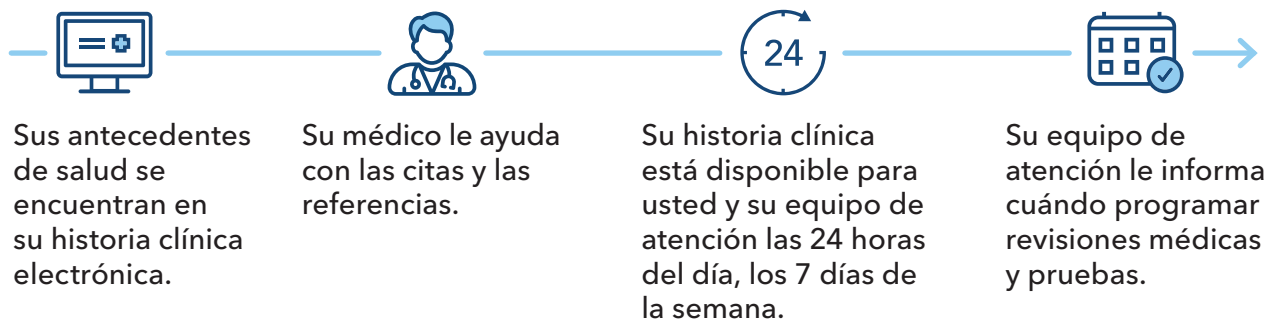 24
Sus antecedentes
de salud se
encuentran en
su historia clínica
electrónica.
Su médico le ayuda
con las citas y las
referencias.
Su historia clínica
está disponible para
usted y su equipo de
atención las 24 horas
del día, los 7 días de
la semana.
Su equipo de
atención le informa
cuándo programar
revisiones médicas
y pruebas.